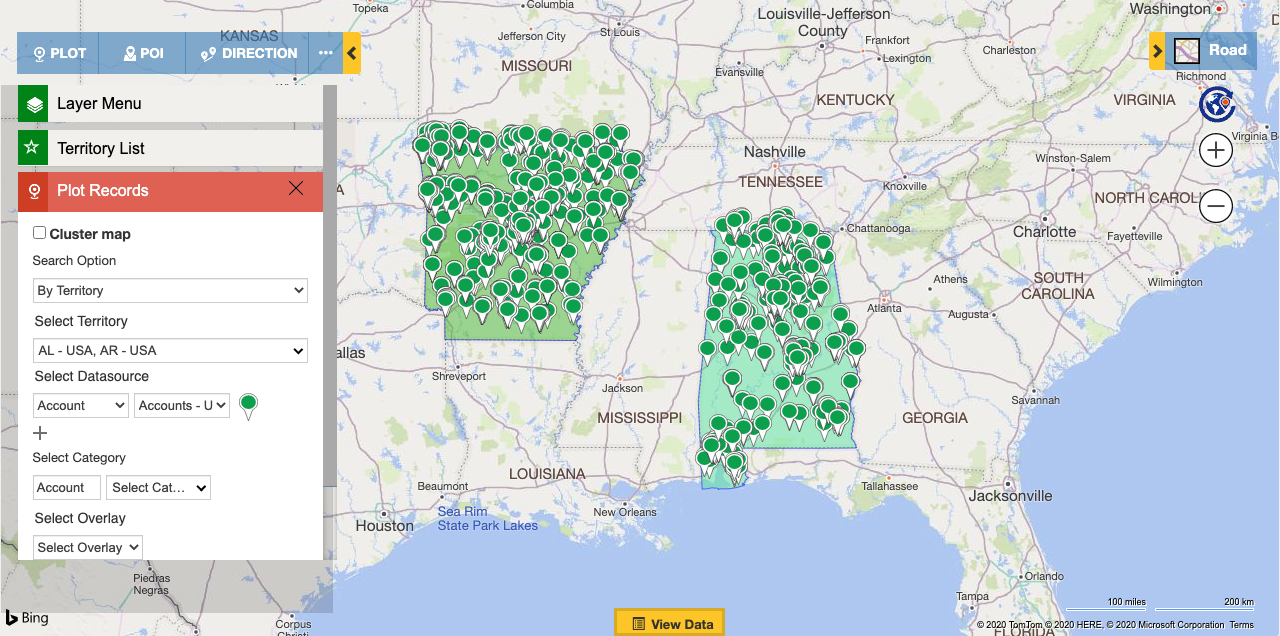 Topeka
Columbia
Louisville-Jefferson
County
Washington
KANSAS
Jefferson City
St Louis
Frankfort
Lexington
Charleston
PLOT
POI
DIRECTION
...
Road
MISSOURI
Evansville
Richmond
Layer Menu
KENTUCKY
VIRGINIA
Virginia B
Territory List
Nashville
Winston-Salem
Plot Records
TENNESSEE
Knoxville
NORTH CAROL
Cluster map
Chattanooga
Charlotte
Fayetteville
Search Option
By Territory
Athens
SOUTH
CAROLINA
Wilmington
Select Territory
Atlanta
Augusta
AL - USA, AR - USA
allas
Select Datasource
Shreveport
Jackson
Account
Accounts - U
Savannah
MISSISSIPPI
GEORGIA
Select Category
LOUISIANA
Account
Select Cat...
Beaumont
Tallahassee
Jacksonville
Select Overlay
Sea Rim
State Park Lakes
New Orleans
Houston
Select Overlay
Piedras
Negras
Orlando
Tampa
100 miles
200 km
Bing
Corpus
Christi
View Data
© 2020 TomTom © 2020 HERE, © 2020 Microsoft Corporation Terms
FLORIDA